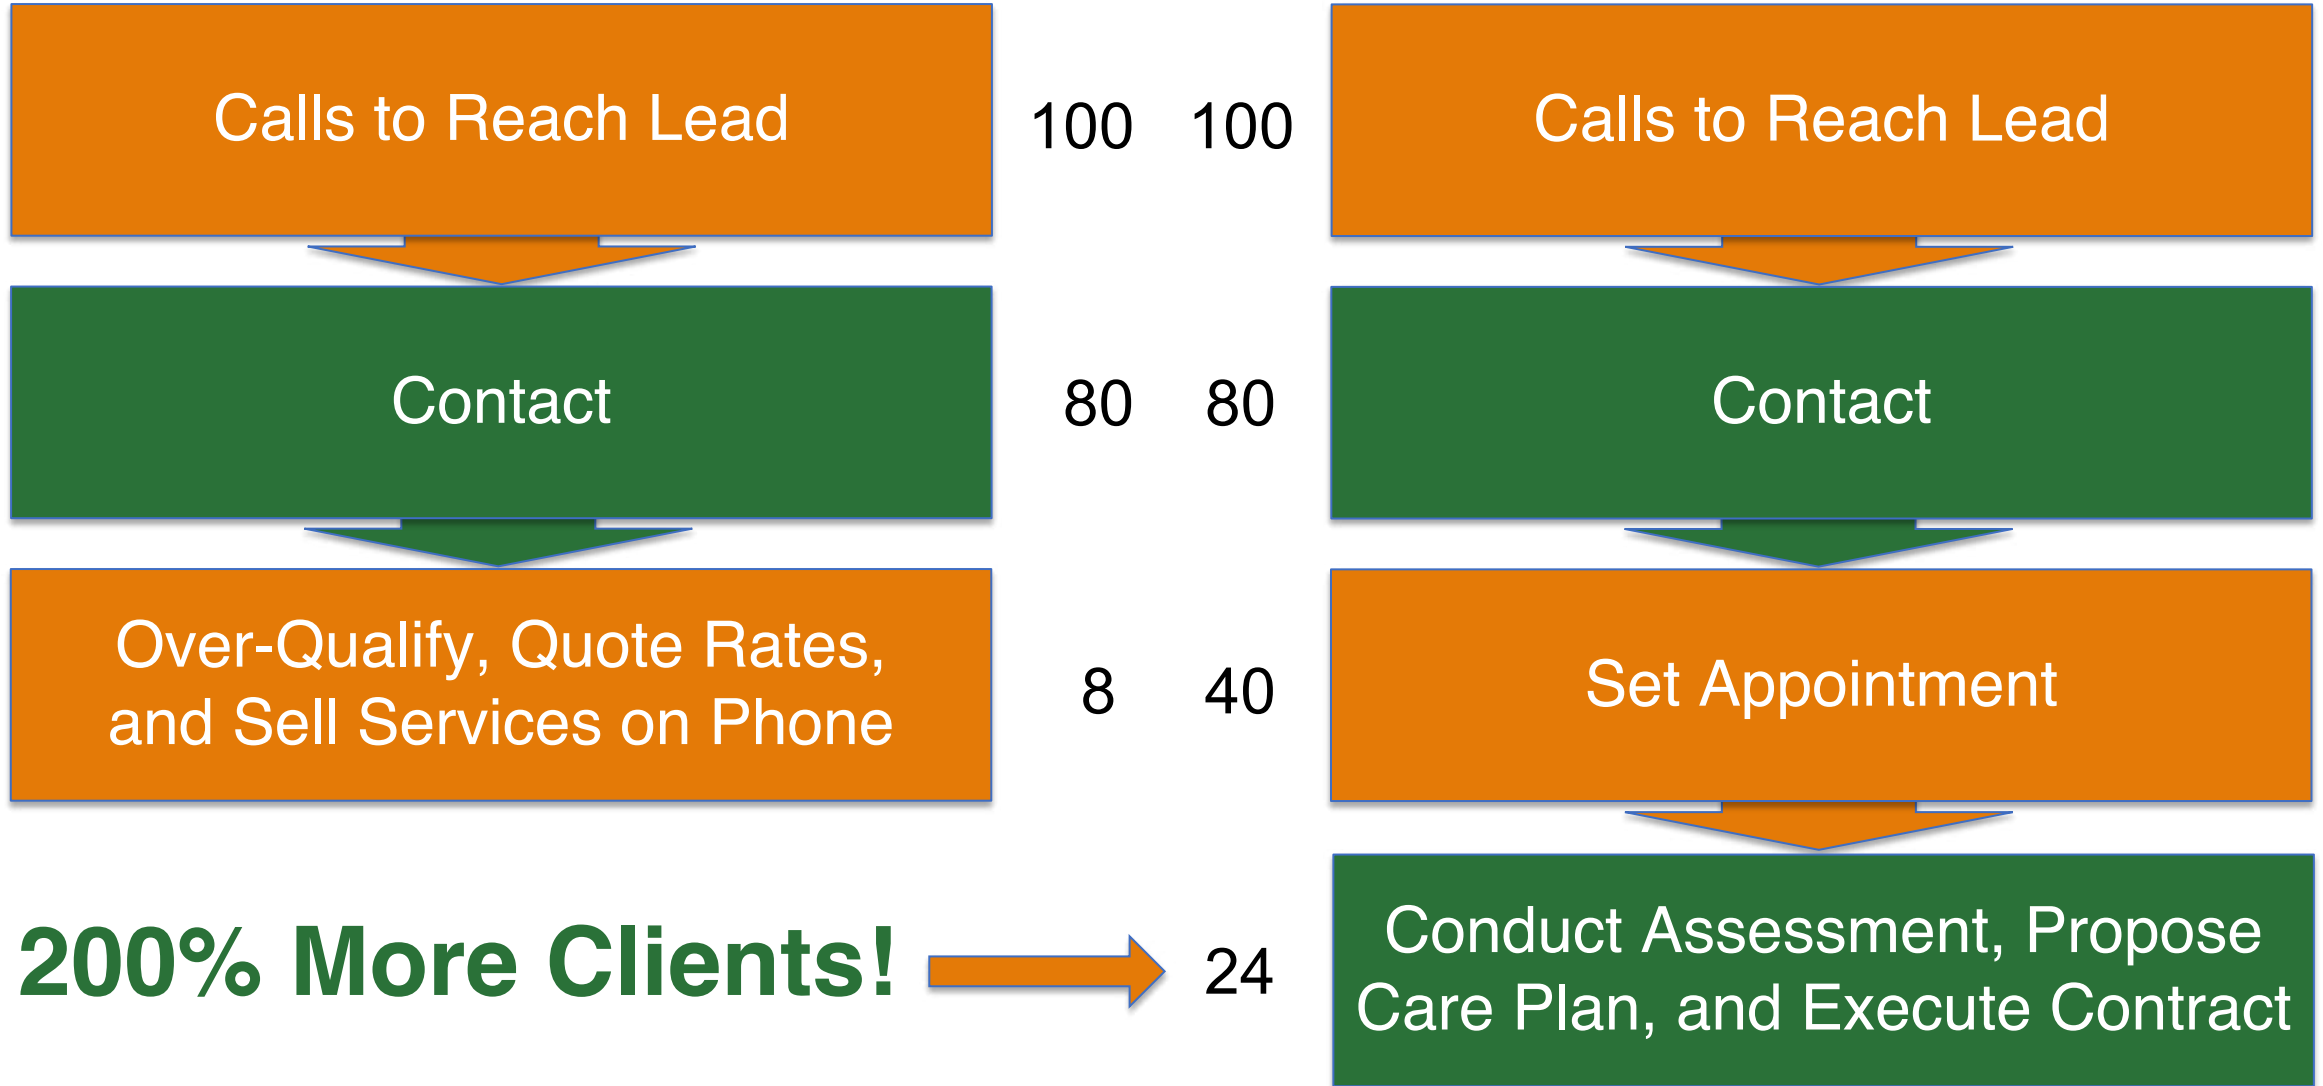 Calls to Reach Lead
100
100
Calls to Reach Lead
Contact
80
80
Contact
Over-Qualify, Quote Rates,
and Sell Services on Phone
8
40
Set Appointment
200% More Clients!
24
Conduct Assessment, Propose
Care Plan, and Execute Contract